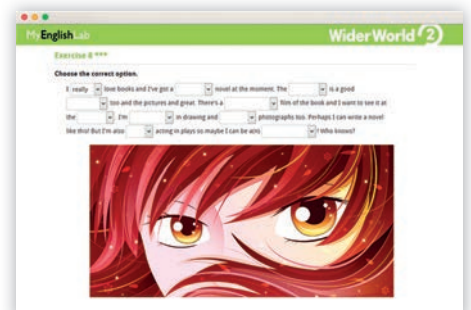 MyEnglishLab
Wider World 2
Exercise 8 ***
Choose the correct option.
I really love books and I've got a novel at the moment. The is a good
too and the pictures and great. There's a film of the book and I want to see it at
the . I'm in drawing and photographs too. Perhaps I can write a novel
like this! But I'm also acting in plays so maybe I can be a(n) ! Who knows?